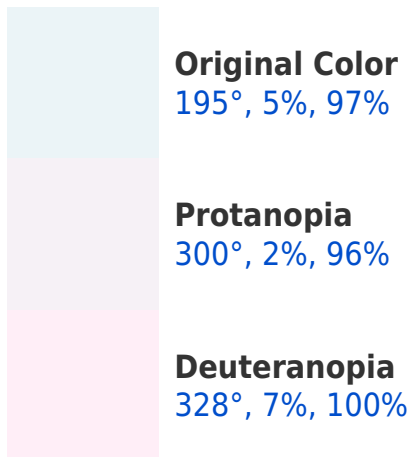 Original Color
195°, 5%, 97%
Protanopia
300°, 2%, 96%
Deuteranopia
328°, 7%, 100%